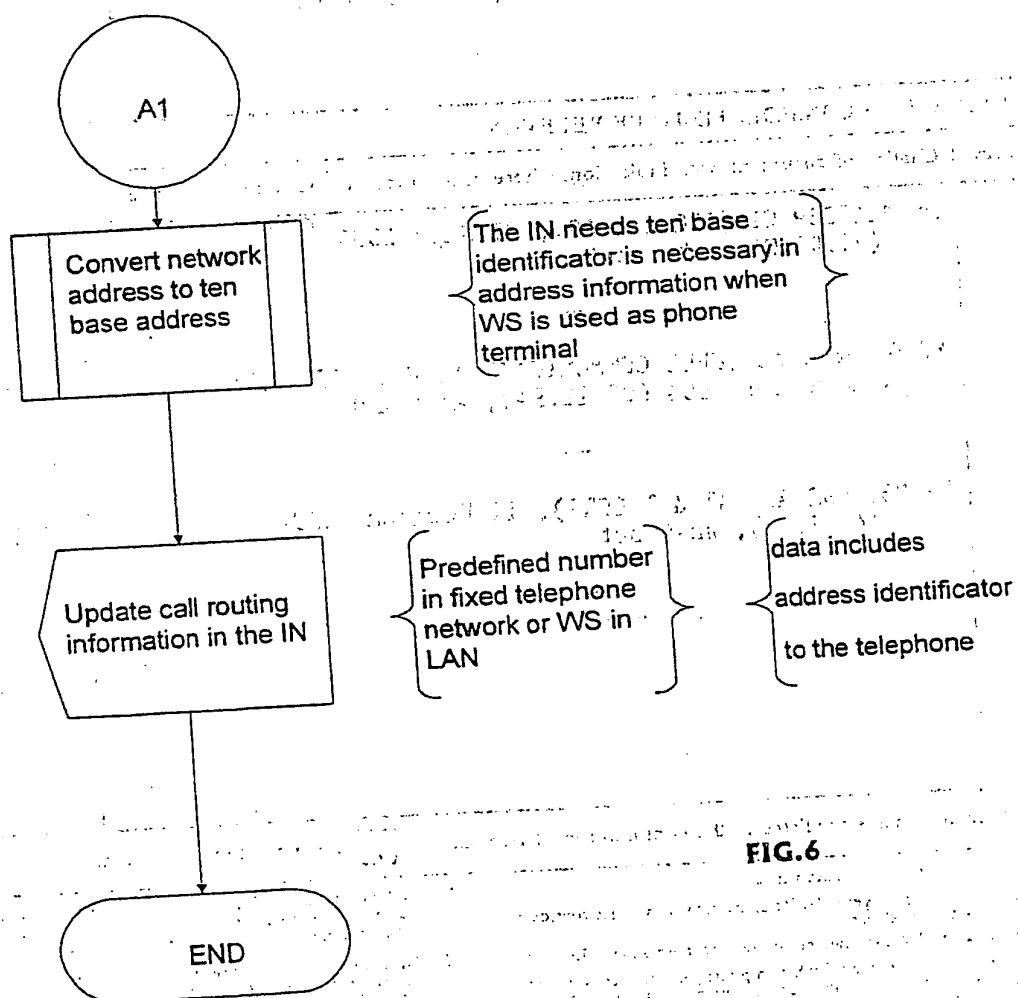 A1
Convert network
address to ten
base address
The IN needs ten base
identificator is necessary in
address information when
WS is used as phone
terminal
Update call routing
information in the IN
Predefined number
in fixed telephone
network or WS in
LAN
data includes
address identificator
to the telephone
FIG.6
END